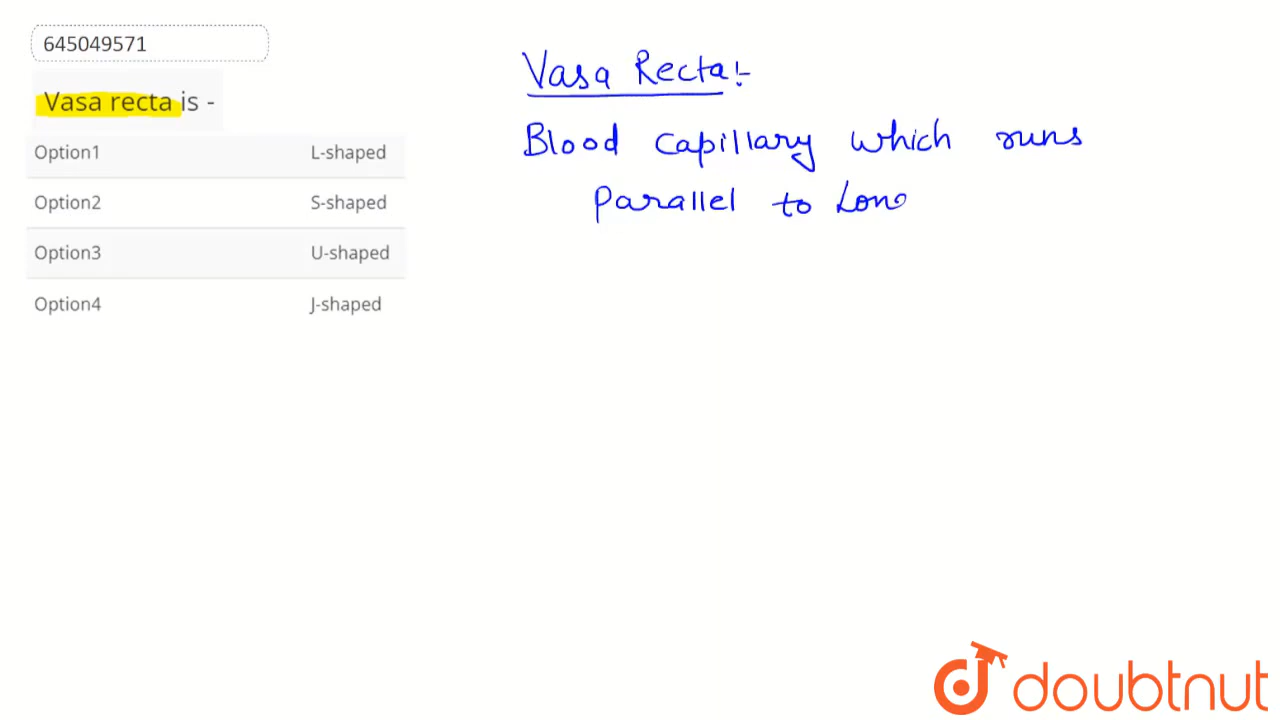 645049571
Vasa recta is -
Option1 L-shaped
Option2 S-shaped
Option3 U-shaped
Option4 J-shaped
Vasa Recta :-
Blood capillary which runs
Parallel to Lon
doubtnut